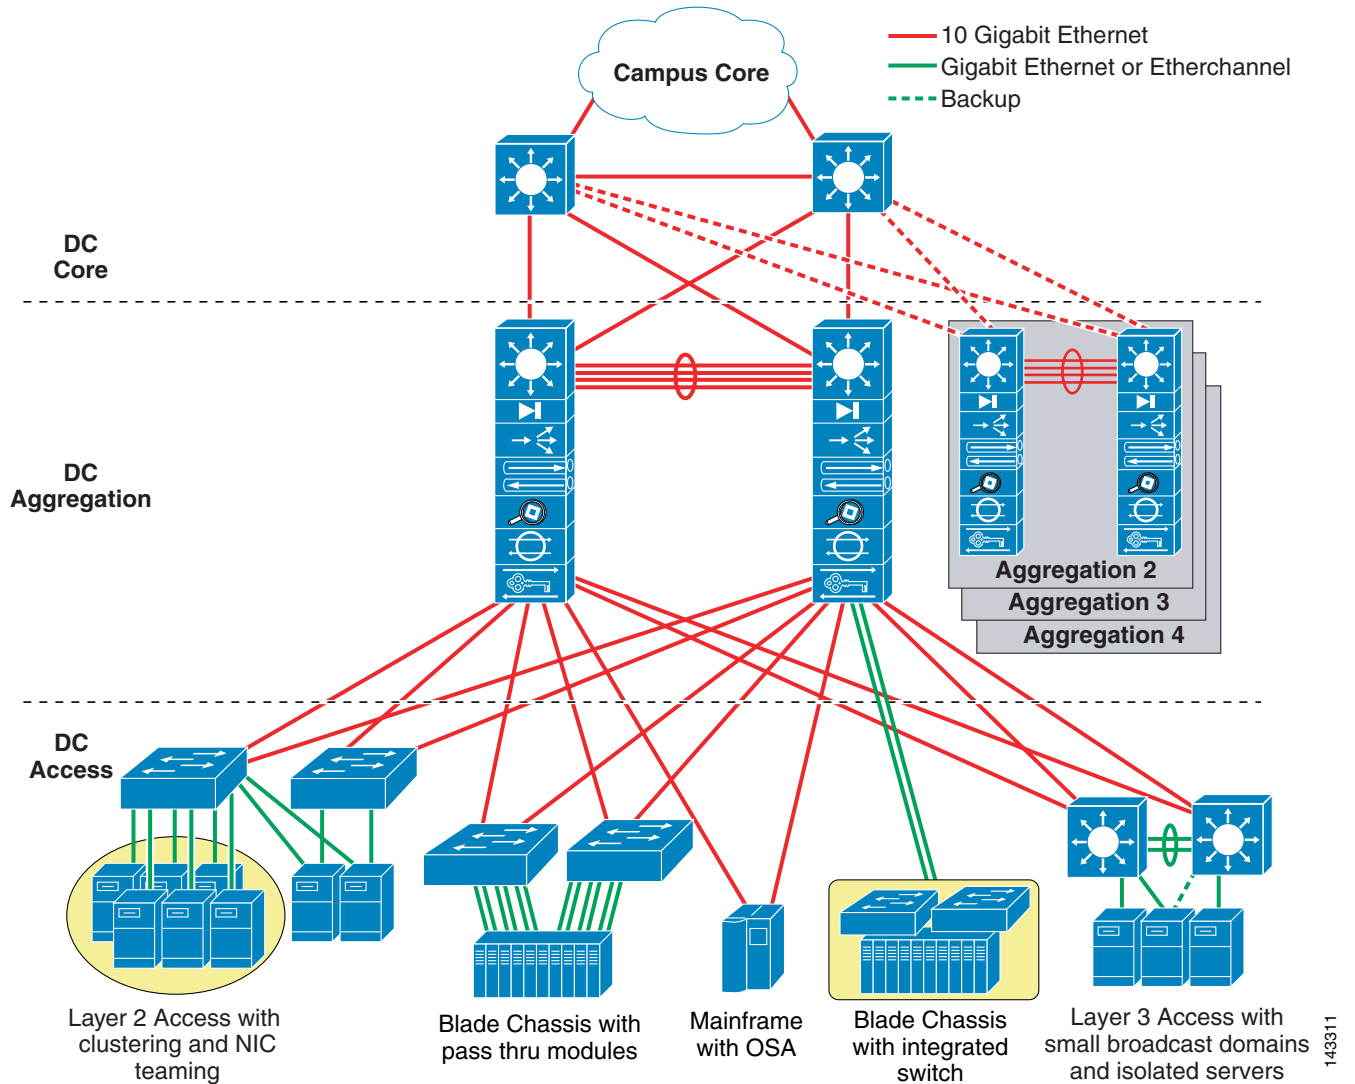 Campus Core
10 Gigabit Ethernet
Gigabit Ethernet or Etherchannel
Backup
DC
Core
DC
Aggregation
Aggregation 2
Aggregation 3
Aggregation 4
DC
Access
Layer 2 Access with
clustering and NIC
teaming
Blade Chassis with
pass thru modules
Mainframe
with OSA
Blade Chassis
with integrated
switch
Layer 3 Access with
small broadcast domains
and isolated servers
143311